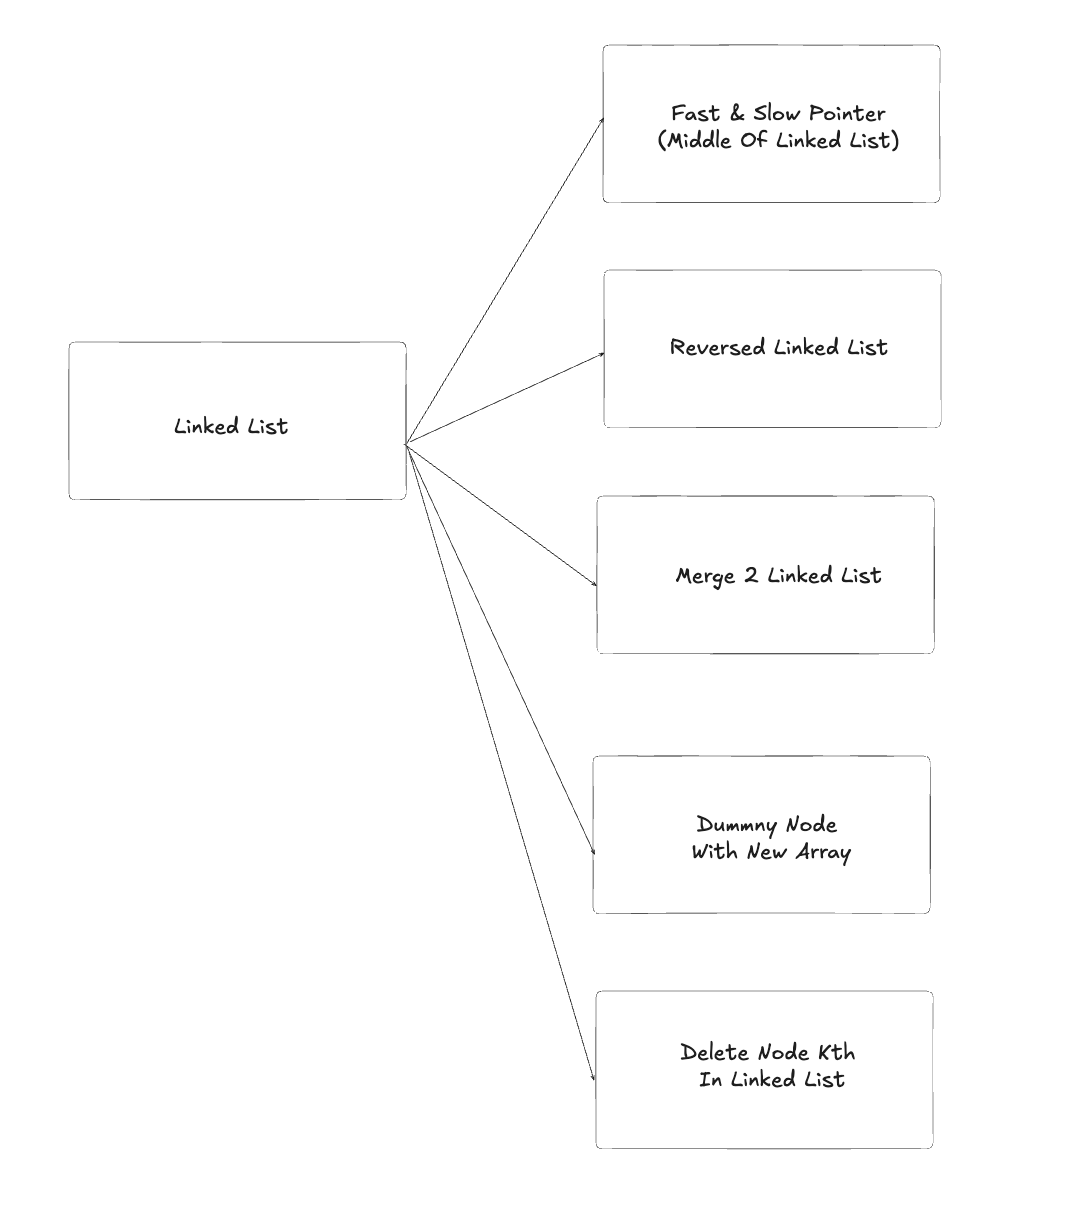 Fast & Slow Pointer
(Middle Of Linked List)
Reversed Linked List
Linked List
Merge 2 Linked List
Dummny Node
With New Array
Delete Node Kth
In Linked List